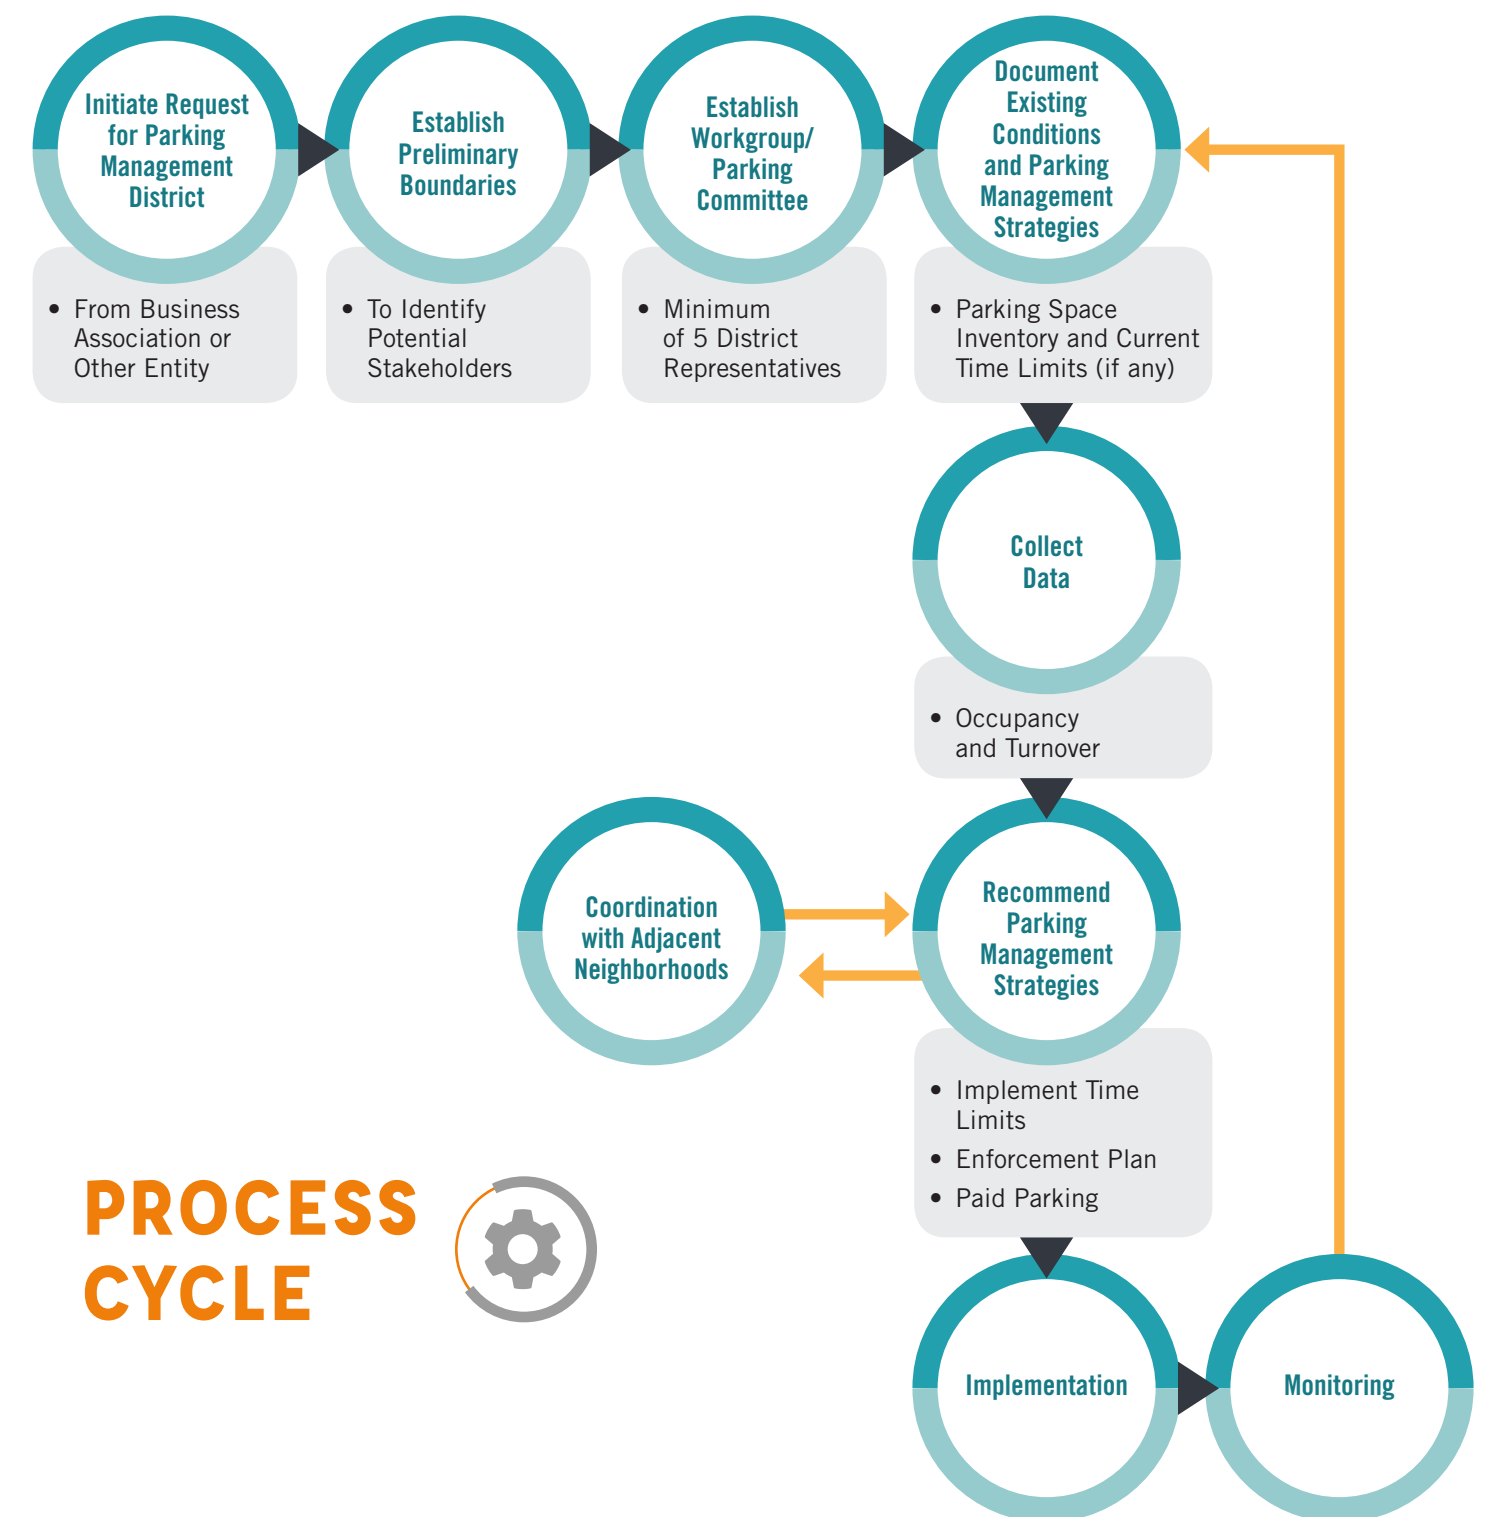 Initiate Request
for Parking
Management
District
• From Business
Association or
Other Entity
Establish
Preliminary
Boundaries
• To Identify
Potential
Stakeholders
Establish
Workgroup/
Parking
Committee
• Minimum
of 5 District
Representatives
Document
Existing
Conditions
and Parking
Management
Strategies
• Parking Space
Inventory and Current
Time Limits (if any)
Collect
Data
• Occupancy
and Turnover
Coordination
with Adjacent
Neighborhoods
Recommend
Parking
Management
Strategies
• Implement Time
Limits
• Enforcement Plan
• Paid Parking
PROCESS
CYCLE
Implementation
Monitoring